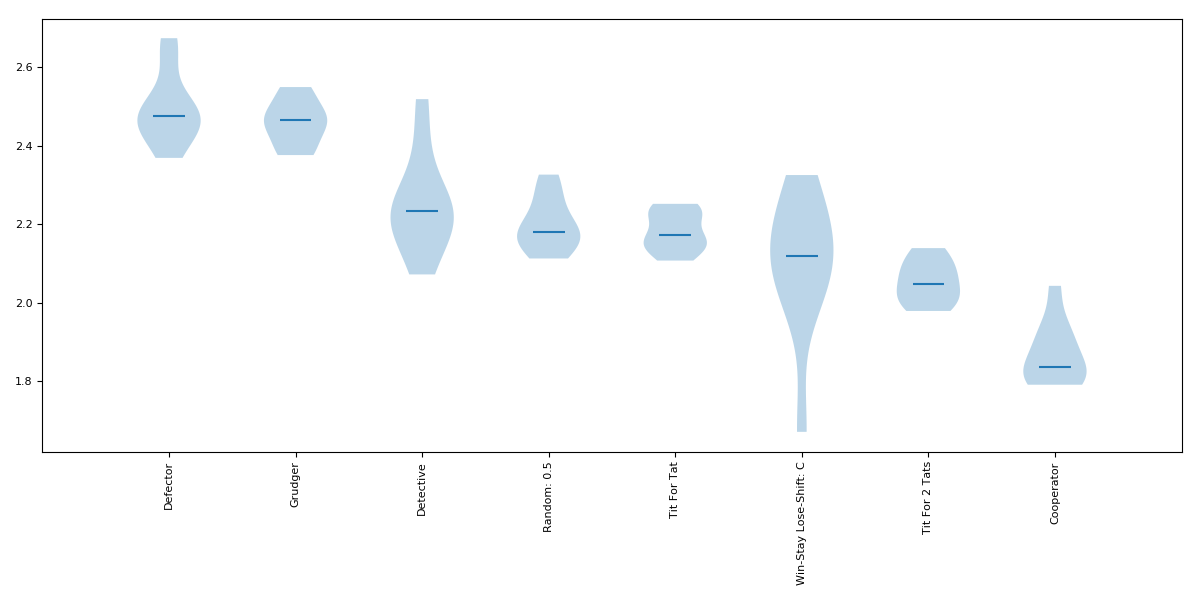 2.6
2.4
2.2
2.0
1.8
Defector
Grudger
Detective
Random: 0.5
Tit For Tat
Win-Stay Lose-Shift: C
Tit For 2 Tats
Cooperator